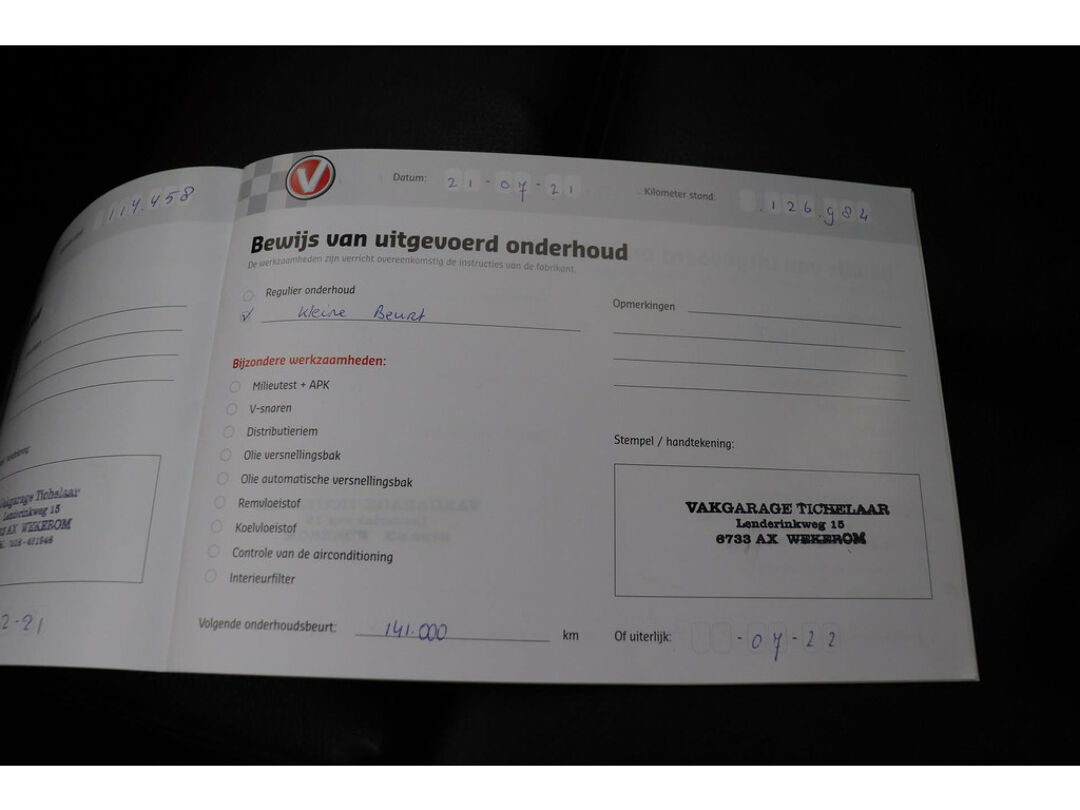 114.458
Vakgarage Tichelaar
Lenderinkweg 15
AX WEKEROM
2-21
V
Datum: 21-07-21
Kilometer stand: .126.984
Bewijs van uitgevoerd onderhoud
De werkzaamheden zijn verricht overeenkomstig de instructies van de fabrikant.
Regulier onderhoud
Kleine Beurt
Opmerkingen
Bijzondere werkzaamheden:
Milieutest + APK
V-snaren
Distributieriem
Olie versnellingsbak
Olie automatische versnellingsbak
Remvloeistof
Koelvloeistof
Controle van de airconditioning
Interieurfilter
Stempel / handtekening:
VAKGARAGE TICHELAAR
Lenderinkweg 15
6733 AX WEKEROM
Volgende onderhoudsbeurt: 141.000 km
Of uiterlijk: -07-22